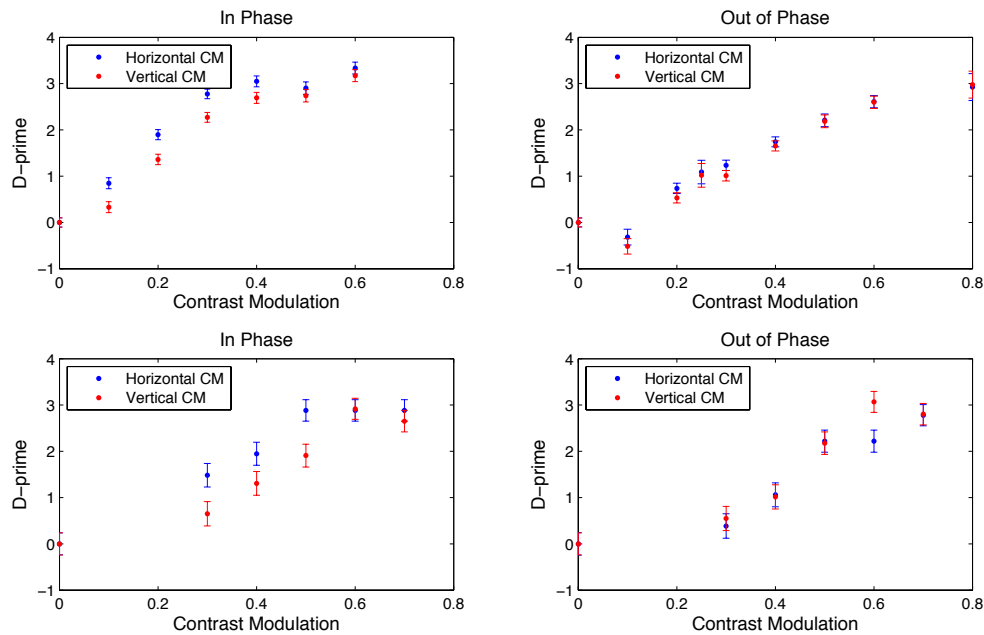 In Phase
4
3
2
1
0
−1
D−prime
Horizontal CM
Vertical CM
0
0.2
0.4
0.6
0.8
Contrast Modulation
Out of Phase
4
3
2
1
0
−1
D−prime
Horizontal CM
Vertical CM
0
0.2
0.4
0.6
0.8
Contrast Modulation
In Phase
4
3
2
1
0
−1
D−prime
Horizontal CM
Vertical CM
0
0.2
0.4
0.6
0.8
Contrast Modulation
Out of Phase
4
3
2
1
0
−1
D−prime
Horizontal CM
Vertical CM
0
0.2
0.4
0.6
0.8
Contrast Modulation